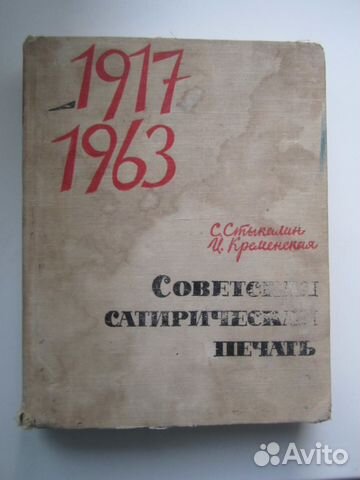 1917
1963
С. Стыкалин
И. Кременская
Советская
сатирическая
печать
Avito